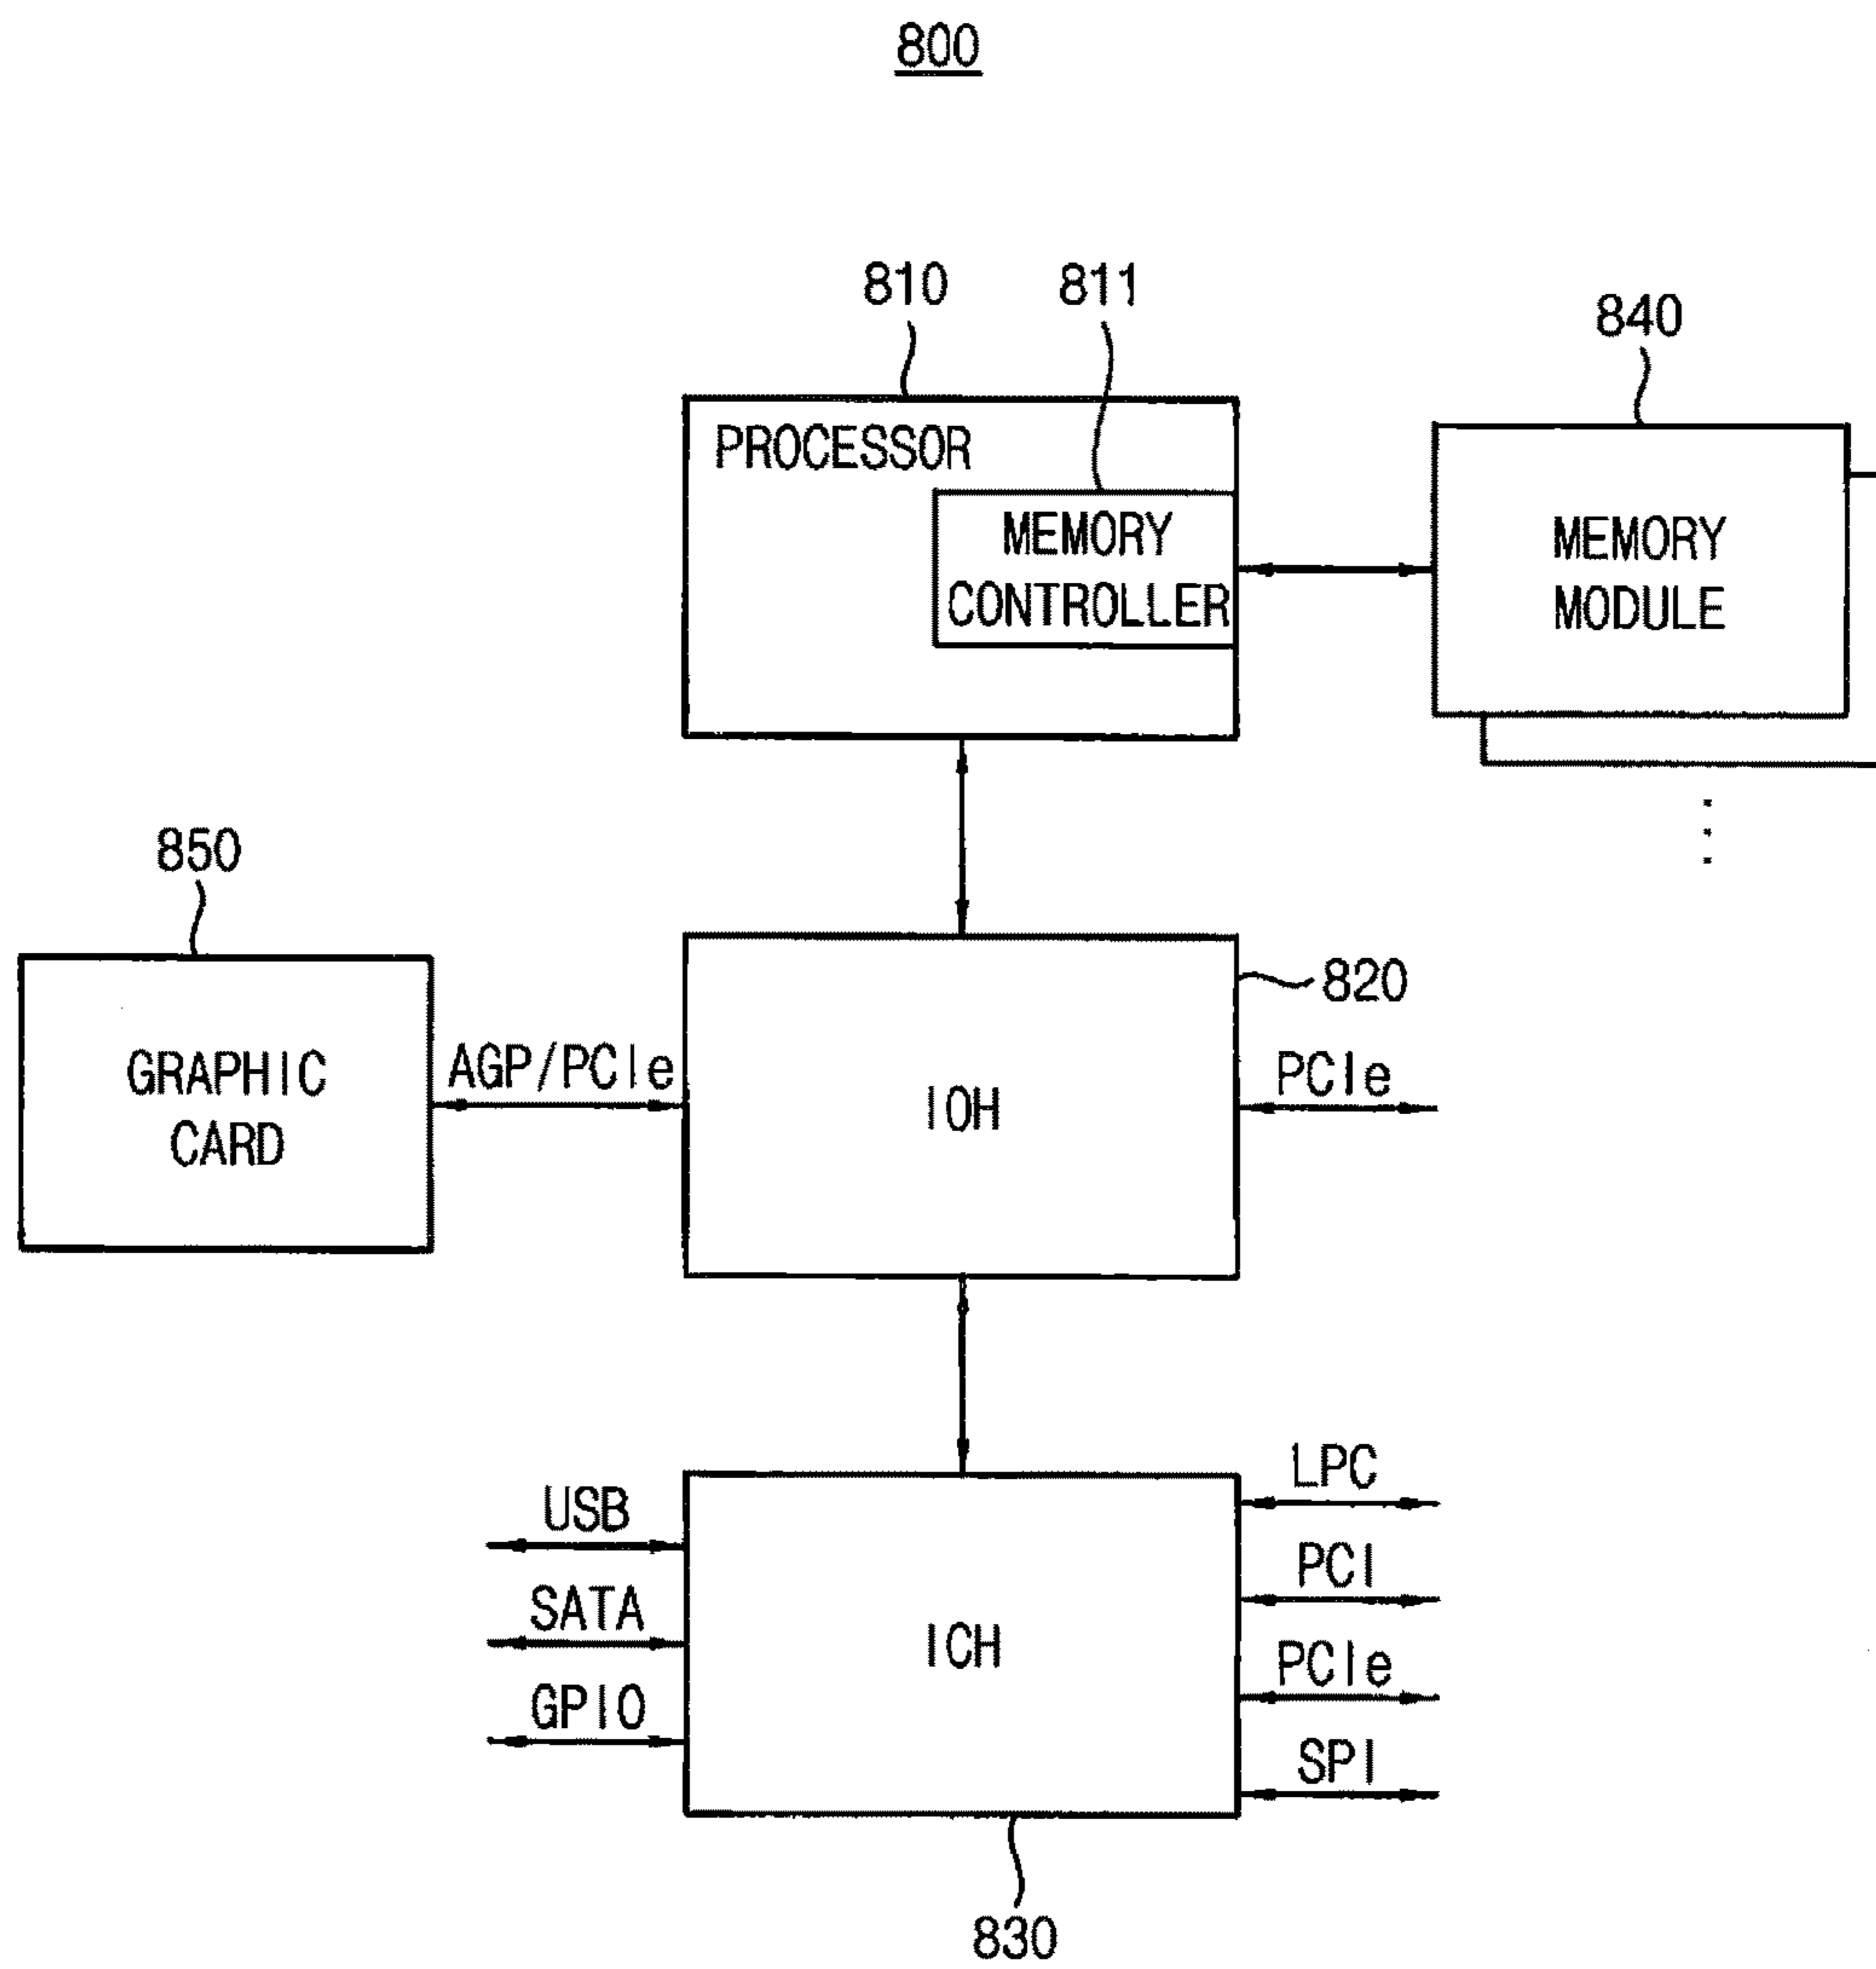 800
810
811
840
PROCESSOR
MEMORY
CONTROLLER
MEMORY
MODULE
850
820
GRAPHIC
CARD
AGP/PCIe
IOH
PCIe
USB
SATA
GPIO
ICH
LPC
PCI
PCIe
SPI
830